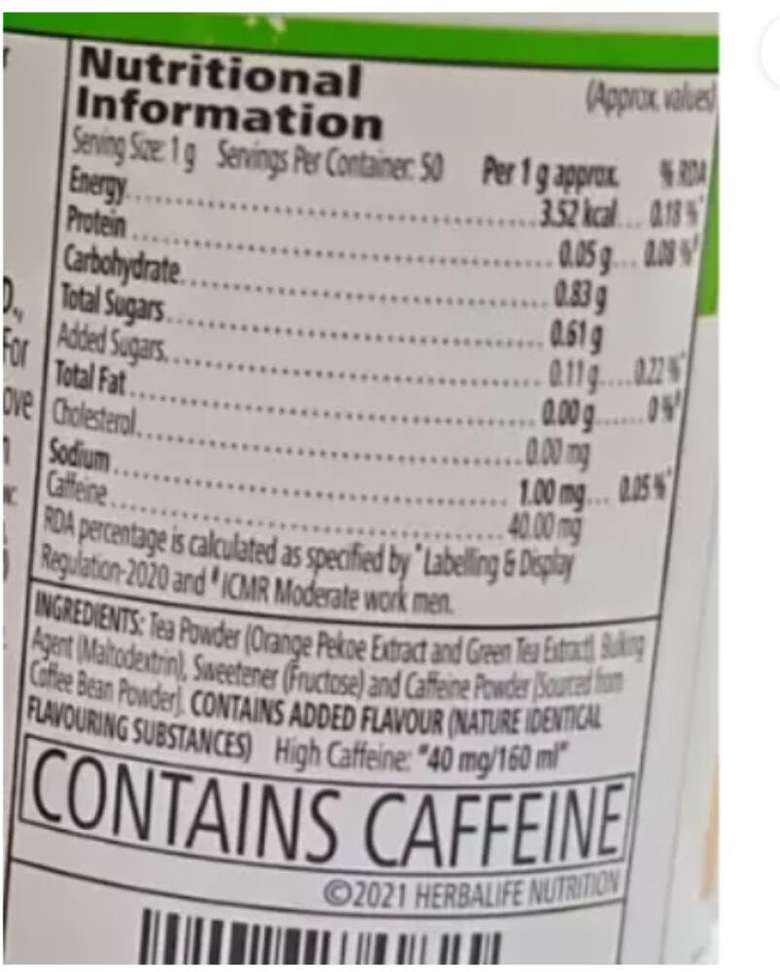 Nutritional
Information
(Approx. values)
Serving Size: 1 g Servings Per Container: 50 Per 1 g approx. % RDA
Energy.....................3.52 kcal.... 0.18 %*
Protein..................... 0.05 g.... 0.08 %#
Carbohydrate..................... 0.83 g
Total Sugars..................... 0.61 g
Added Sugars..................... 0.11 g.....0.22 %*
Total Fat..................... 0.00 g.......0 %#
Cholesterol.....................0.00 mg
Sodium..................... 1.00 mg.... 0.05 %*
Caffeine..................... 40.00 mg
RDA percentage is calculated as specified by *Labelling & Display
Regulation-2020 and # ICMR Moderate work men.
INGREDIENTS: Tea Powder (Orange Pekoe Extract and Green Tea Extract), Bulking
Agent (Maltodextrin), Sweetener (Fructose) and Caffeine Powder [Sourced from
Coffee Bean Powder]. CONTAINS ADDED FLAVOUR (NATURE IDENTICAL
FLAVOURING SUBSTANCES) High Caffeine: "40 mg/160 ml"
CONTAINS CAFFEINE
©2021 HERBALIFE NUTRITION